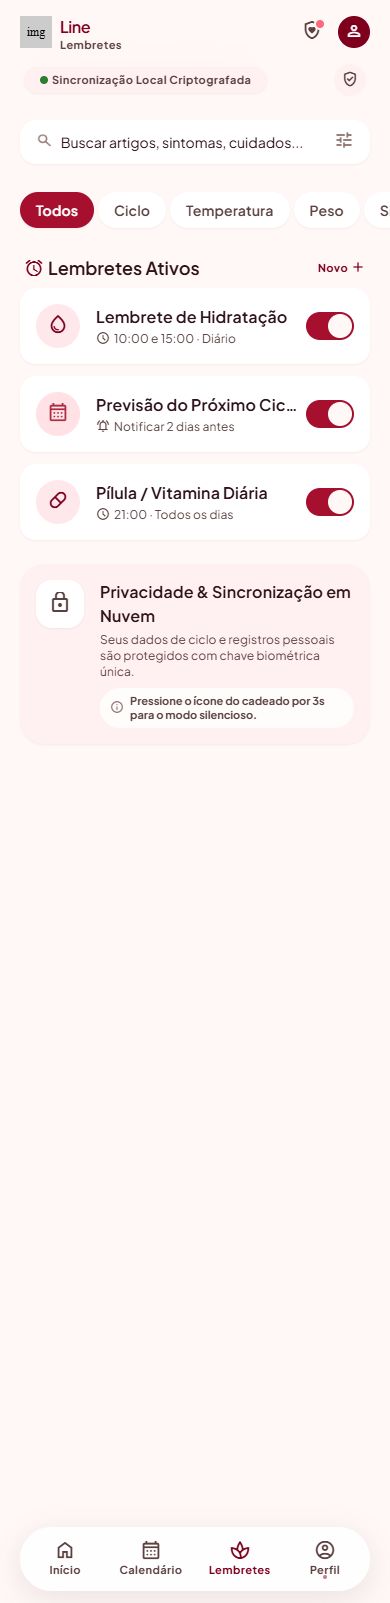 img
Line
Lembretes
Sincronização Local Criptografada
Buscar artigos, sintomas, cuidados...
Todos
Ciclo
Temperatura
Peso
Lembretes Ativos
Novo +
Lembrete de Hidratação
10:00 e 15:00 · Diário
Previsão do Próximo Cic...
Notificar 2 dias antes
Pílula / Vitamina Diária
21:00 · Todos os dias
Privacidade & Sincronização em
Nuvem
Seus dados de ciclo e registros pessoais
são protegidos com chave biométrica
única.
Pressione o ícone do cadeado por 3s
para o modo silencioso.
Início
Calendário
Lembretes
Perfil